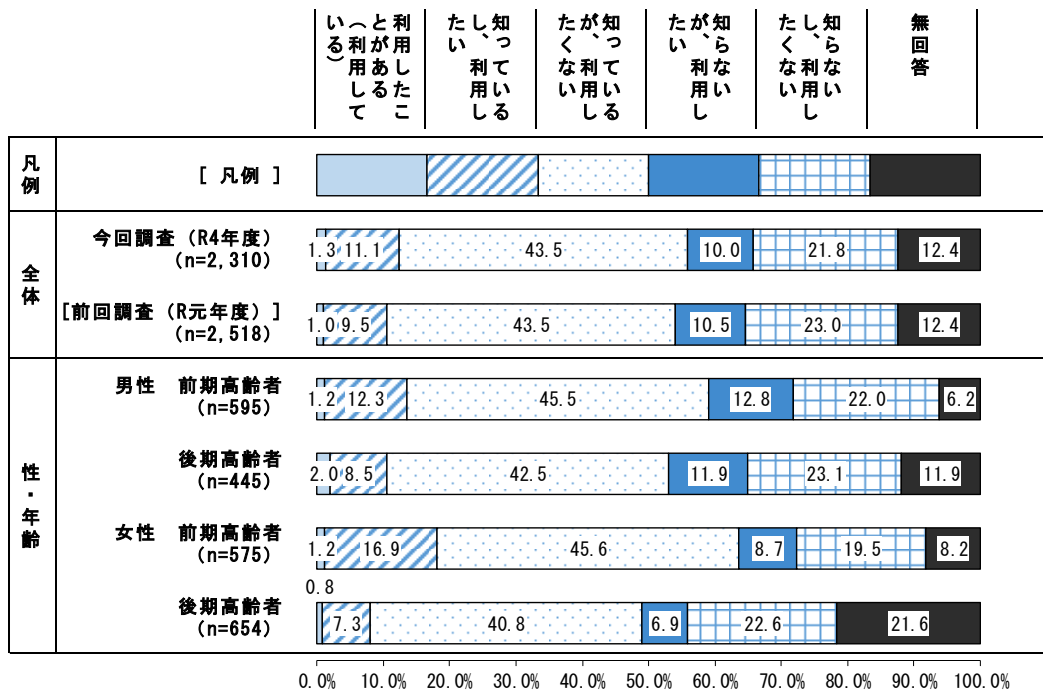 利用したこ
とがある
（利用して
いる）
知っている
し、利用し
たい
知っている
が、利用し
たくない
知らない
が、利用し
たい
知らない
し、利用し
たくない
無回答
凡例
[ 凡例 ]
全体
今回調査（R4年度）
(n=2,310)
1.3 11.1 43.5 10.0 21.8 12.4
[前回調査（R元年度）]
(n=2,518)
1.0 9.5 43.5 10.5 23.0 12.4
性・年齢
男性 前期高齢者
(n=595)
1.2 12.3 45.5 12.8 22.0 6.2
後期高齢者
(n=445)
2.0 8.5 42.5 11.9 23.1 11.9
女性 前期高齢者
(n=575)
1.2 16.9 45.6 8.7 19.5 8.2
後期高齢者
(n=654)
0.8
7.3 40.8 6.9 22.6 21.6
0.0% 10.0% 20.0% 30.0% 40.0% 50.0% 60.0% 70.0% 80.0% 90.0% 100.0%